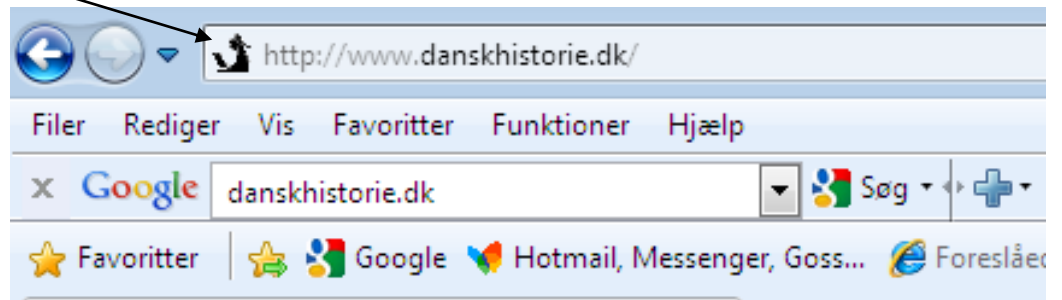 http://www.danskhistorie.dk/
Filer Rediger Vis Favoritter Funktioner Hjælp
x Google danskhistorie.dk Søg
Favoritter Google Hotmail, Messenger, Goss...